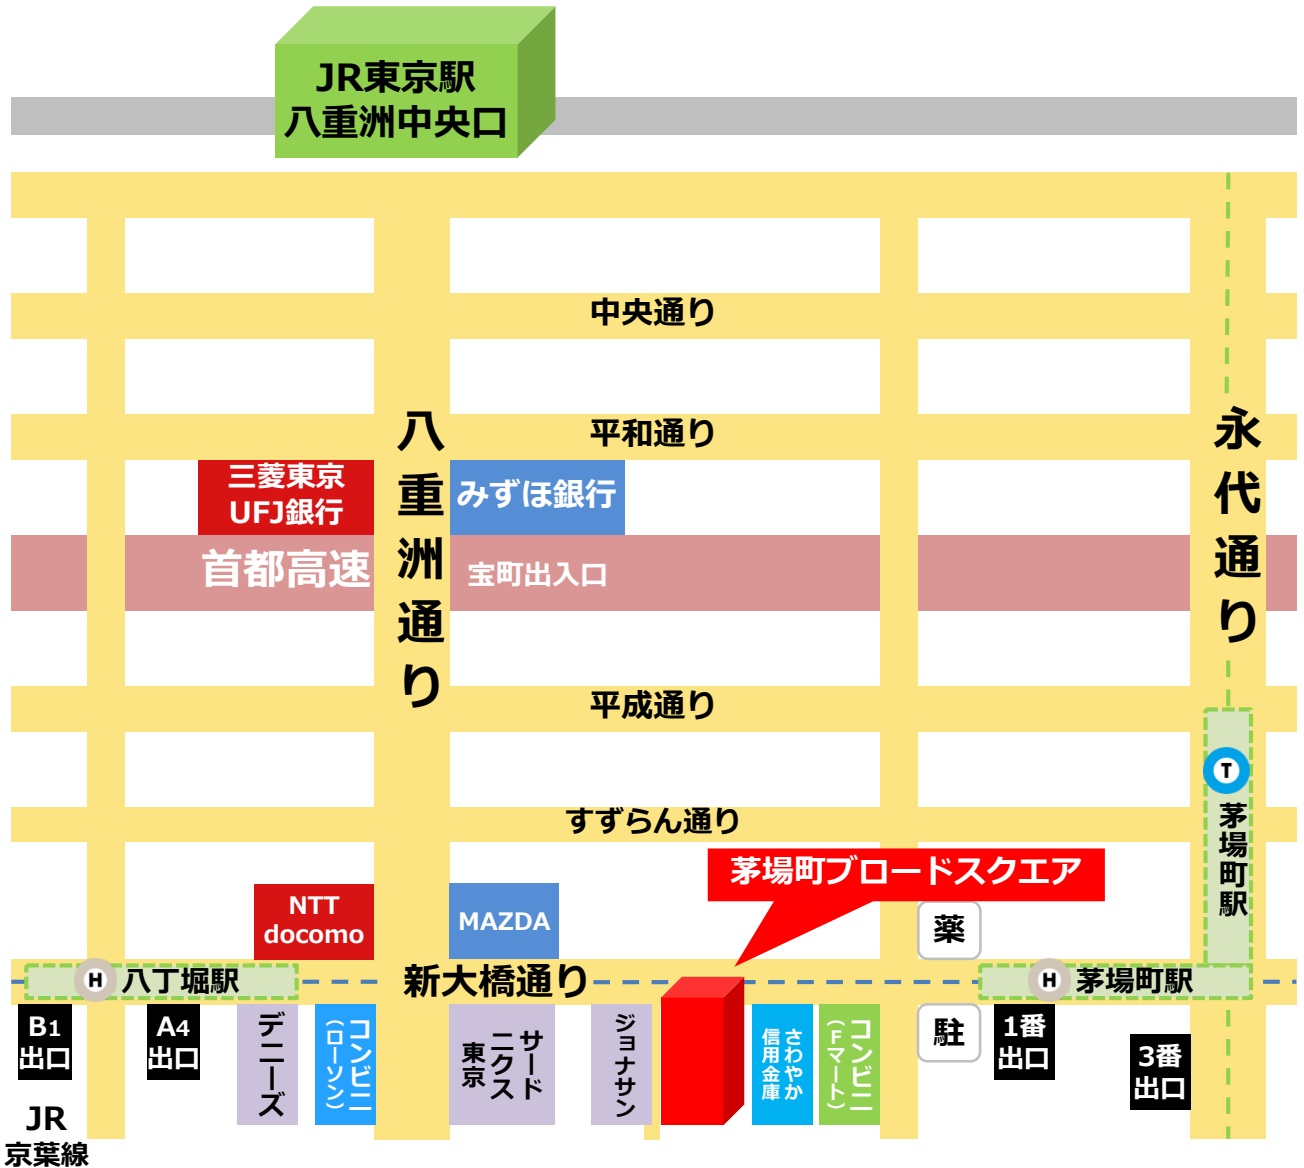 JR東京駅
八重洲中央口
中央通り
平和通り
八重洲通り
永代通り
三菱東京
UFJ銀行
みずほ銀行
首都高速
宝町出入口
平成通り
T
茅場町駅
すずらん通り
茅場町ブロードスクエア
NTT
docomo
MAZDA
薬
H
八丁堀駅
新大橋通り
H
茅場町駅
B1
出口
A4
出口
デニーズ
コンビニ
(ローソン)
サード
ニクス
東京
ジョナサン
さわやか
信用金庫
コンビニ
(Fマート)
駐
1番
出口
3番
出口
JR
京葉線